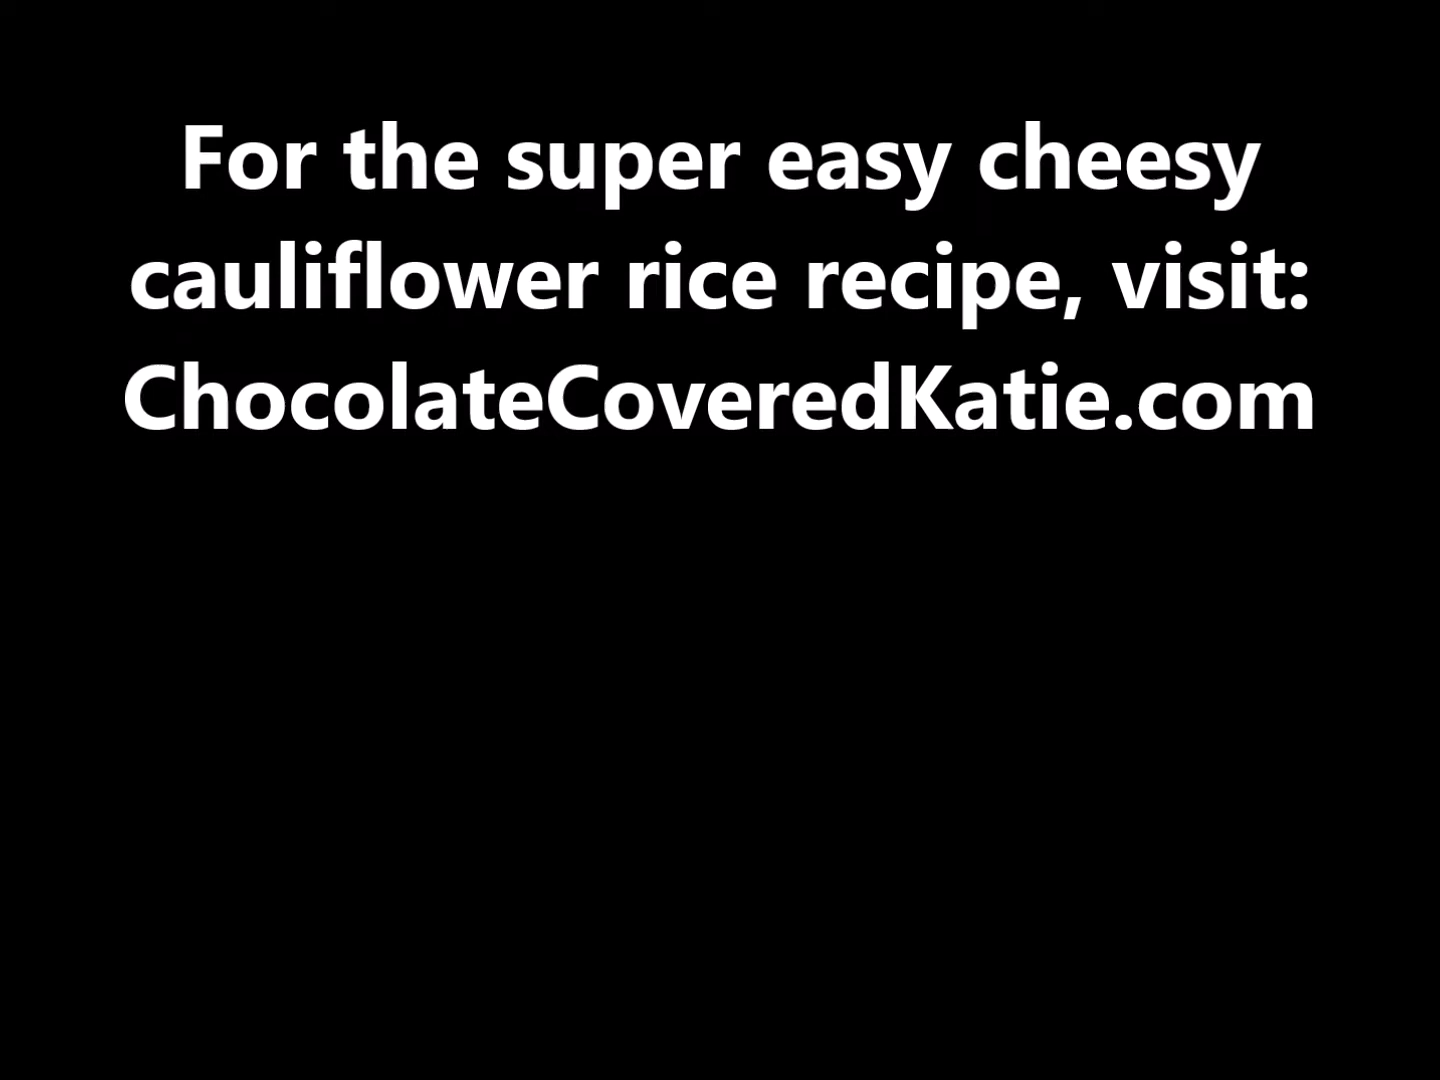 For the super easy cheesy
cauliflower rice recipe, visit:
ChocolateCoveredKatie.com